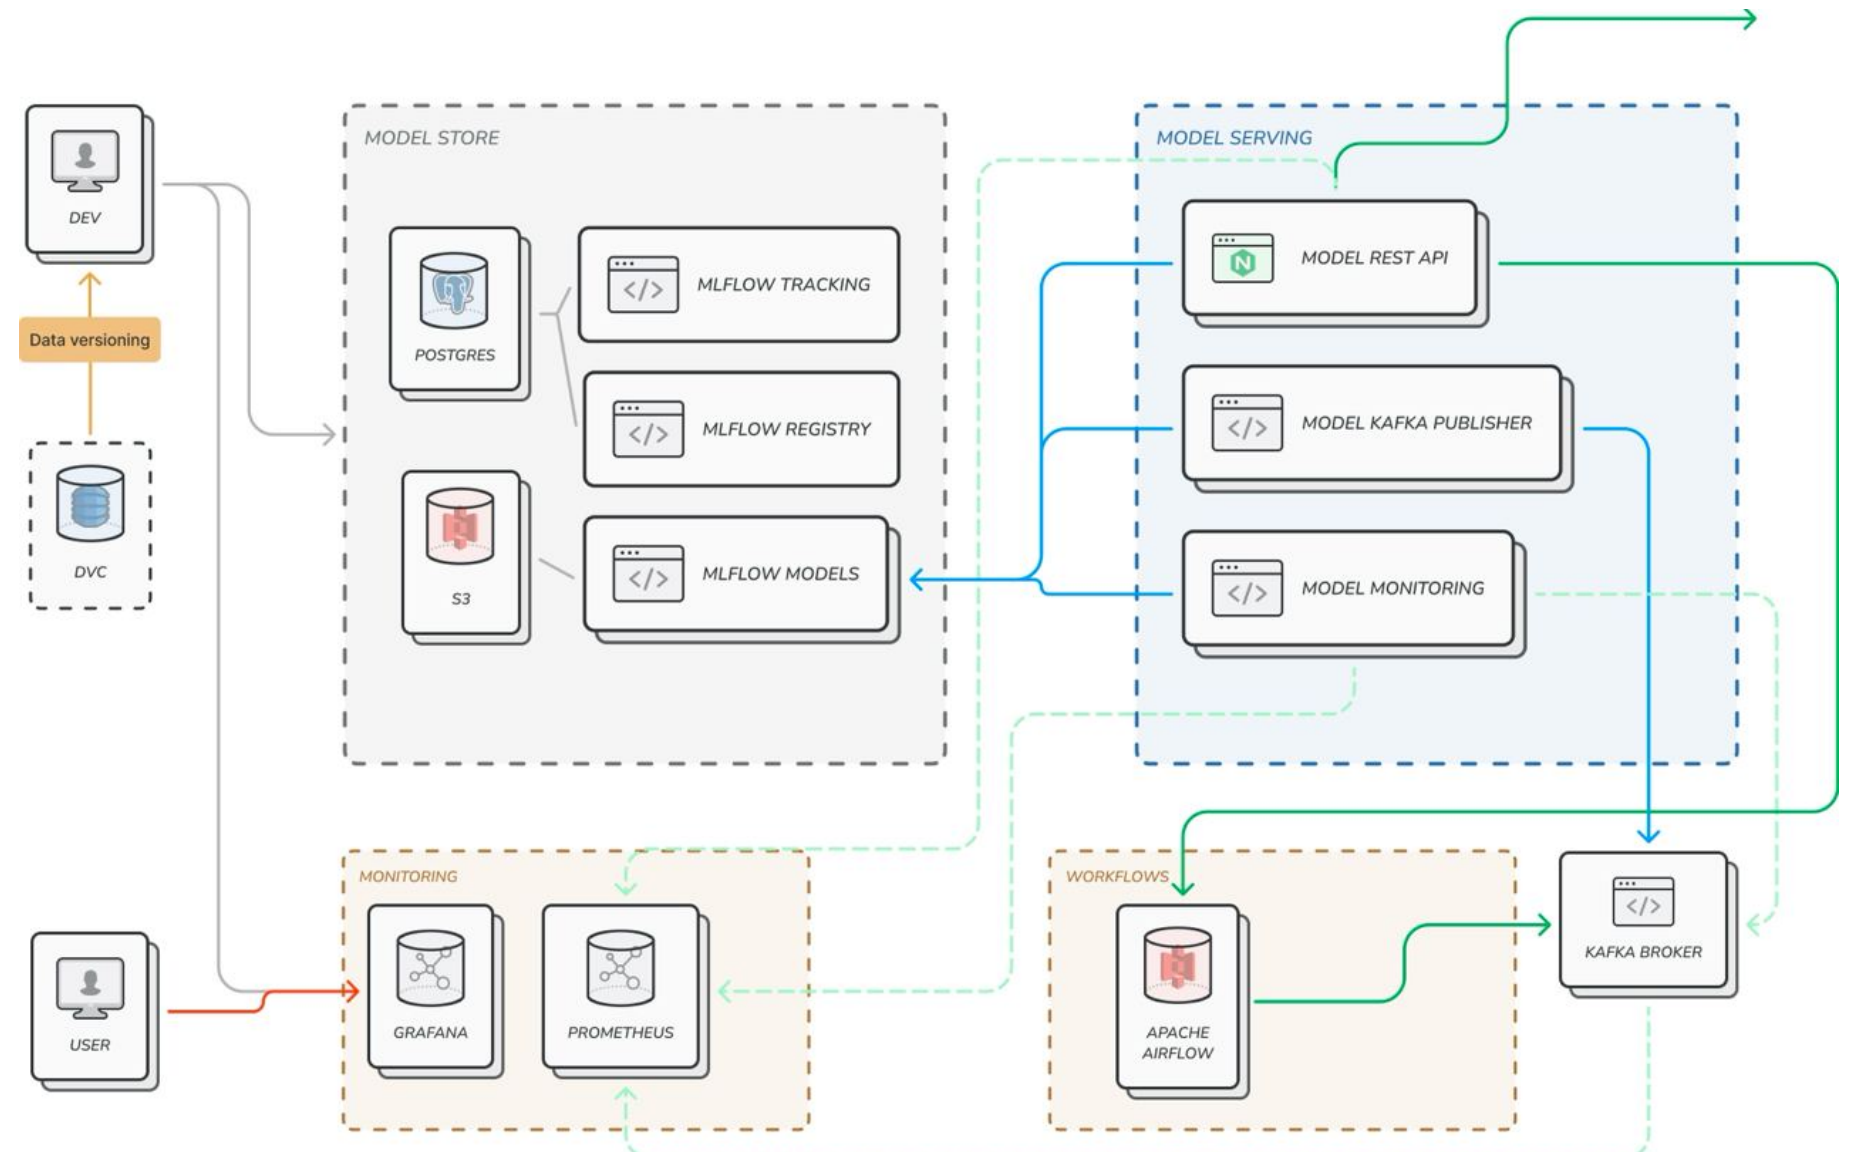 MODEL STORE
MODEL SERVING
DEV
MODEL REST API
MLFLOW TRACKING
Data versioning
POSTGRES
MLFLOW REGISTRY
MODEL KAFKA PUBLISHER
DVC
S3
MLFLOW MODELS
MODEL MONITORING
MONITORING
WORKFLOWS
KAFKA BROKER
USER
GRAFANA
PROMETHEUS
APACHE
AIRFLOW